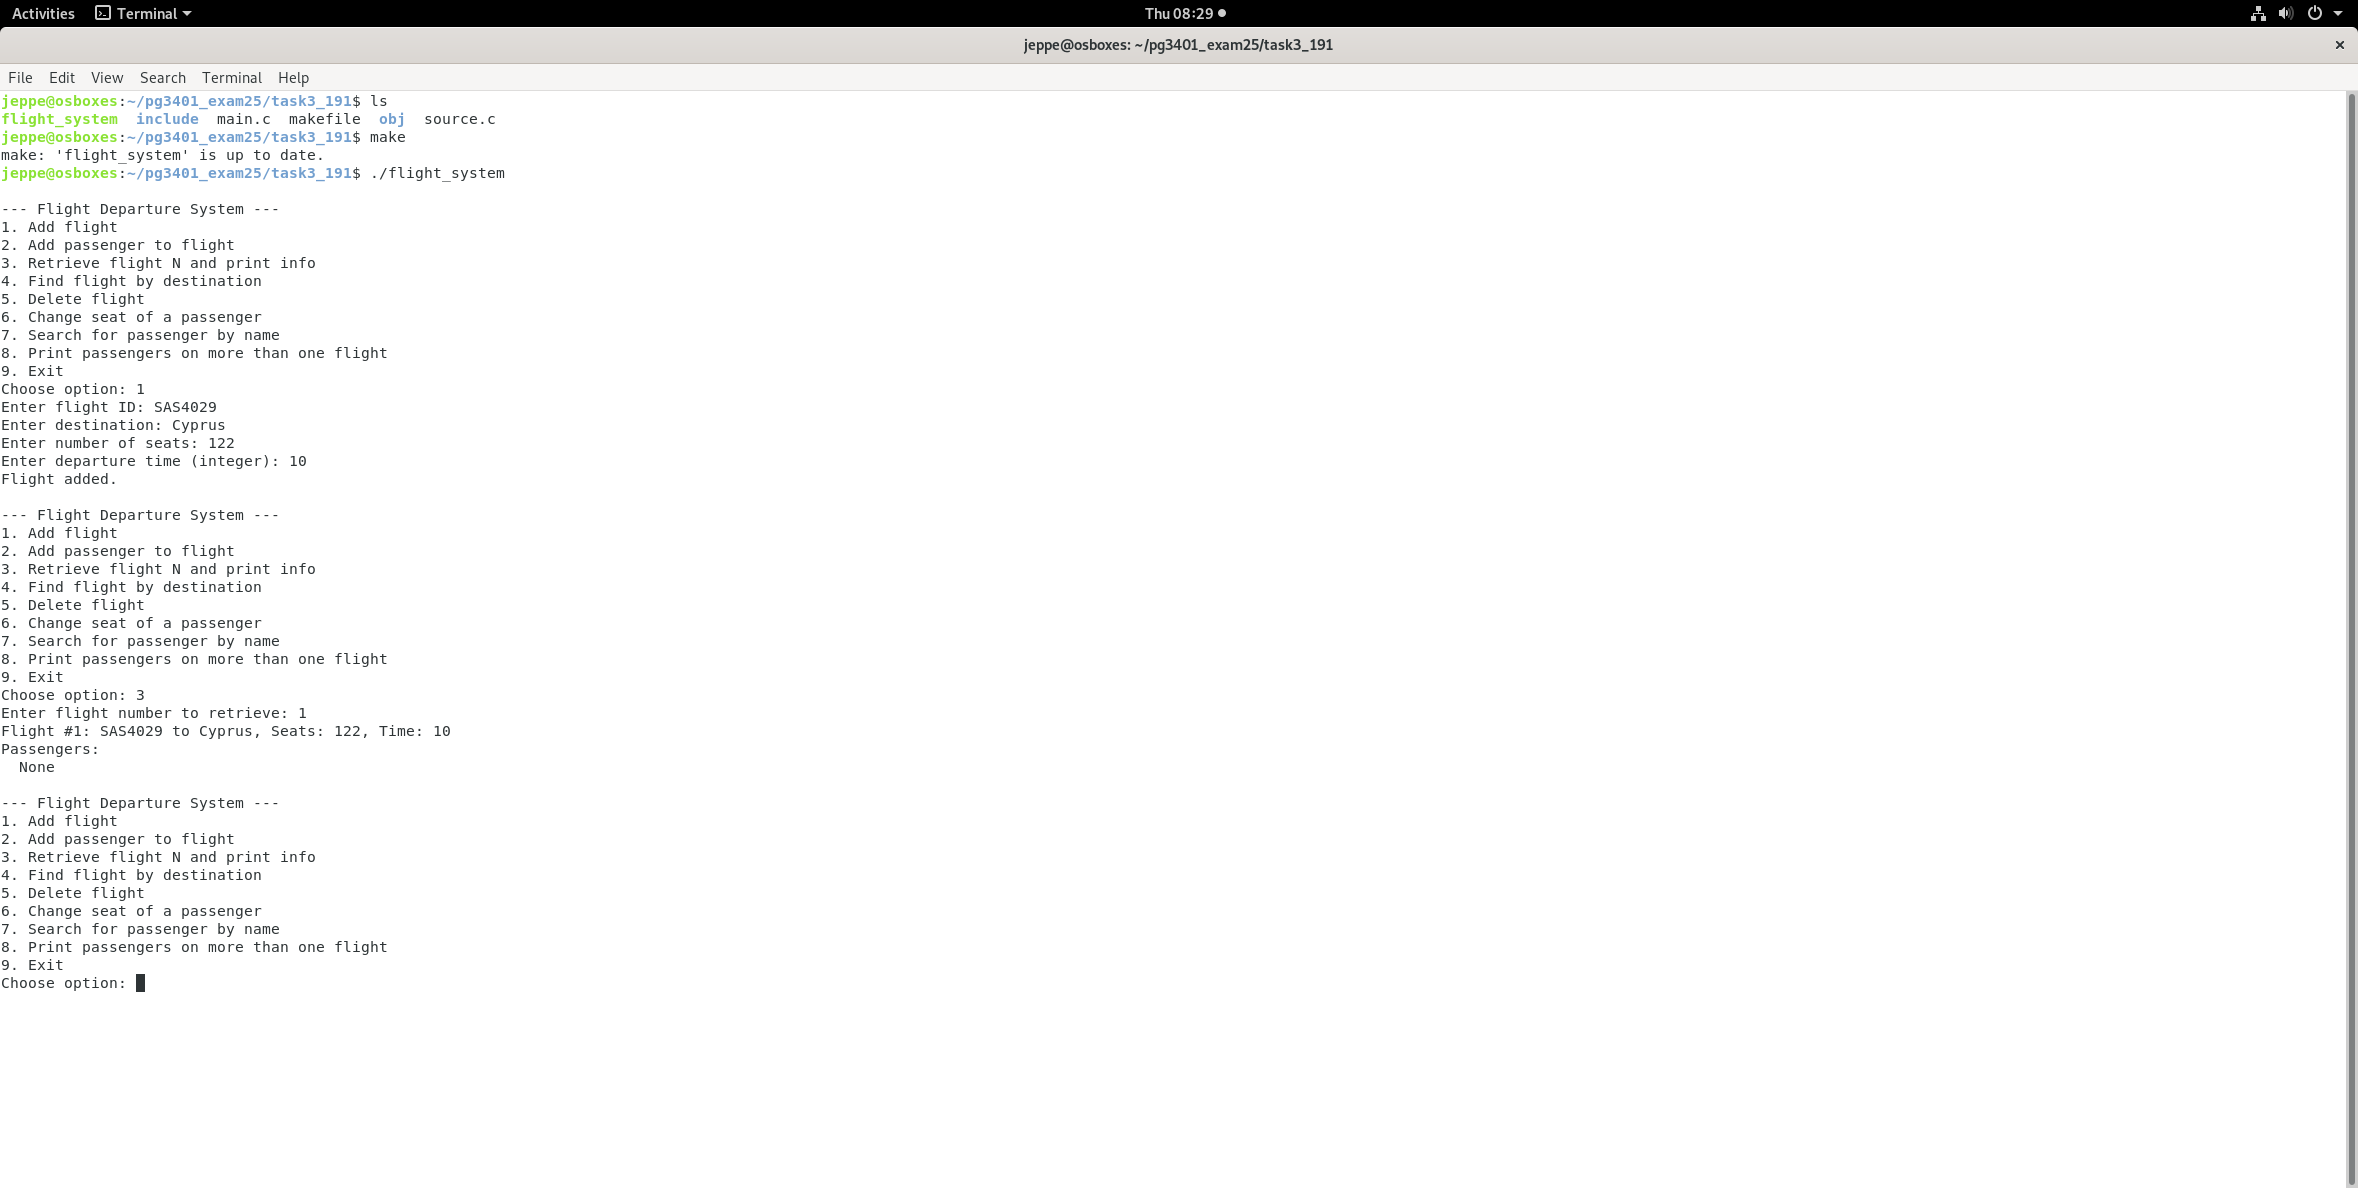 Activities Terminal Thu 08:29
jeppe@osboxes: ~/pg3401_exam25/task3_191
File Edit View Search Terminal Help
jeppe@osboxes:~/pg3401_exam25/task3_191$ ls
flight_system  include  main.c  makefile  obj  source.c
jeppe@osboxes:~/pg3401_exam25/task3_191$ make
make: 'flight_system' is up to date.
jeppe@osboxes:~/pg3401_exam25/task3_191$ ./flight_system
--- Flight Departure System ---
1. Add flight
2. Add passenger to flight
3. Retrieve flight N and print info
4. Find flight by destination
5. Delete flight
6. Change seat of a passenger
7. Search for passenger by name
8. Print passengers on more than one flight
9. Exit
Choose option: 1
Enter flight ID: SAS4029
Enter destination: Cyprus
Enter number of seats: 122
Enter departure time (integer): 10
Flight added.
--- Flight Departure System ---
1. Add flight
2. Add passenger to flight
3. Retrieve flight N and print info
4. Find flight by destination
5. Delete flight
6. Change seat of a passenger
7. Search for passenger by name
8. Print passengers on more than one flight
9. Exit
Choose option: 3
Enter flight number to retrieve: 1
Flight #1: SAS4029 to Cyprus, Seats: 122, Time: 10
Passengers:
  None
--- Flight Departure System ---
1. Add flight
2. Add passenger to flight
3. Retrieve flight N and print info
4. Find flight by destination
5. Delete flight
6. Change seat of a passenger
7. Search for passenger by name
8. Print passengers on more than one flight
9. Exit
Choose option: